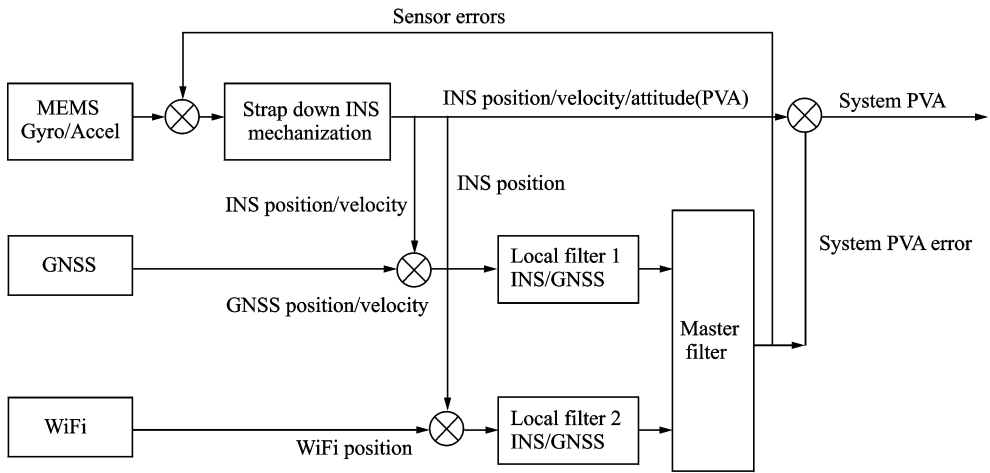 Sensor errors
MEMS
Gyro/Accel
Strap down INS
mechanization
INS position/velocity/attitude(PVA)
System PVA
INS position
INS position/velocity
GNSS
Local filter 1
INS/GNSS
System PVA error
GNSS position/velocity
Master
filter
WiFi
Local filter 2
INS/GNSS
WiFi position